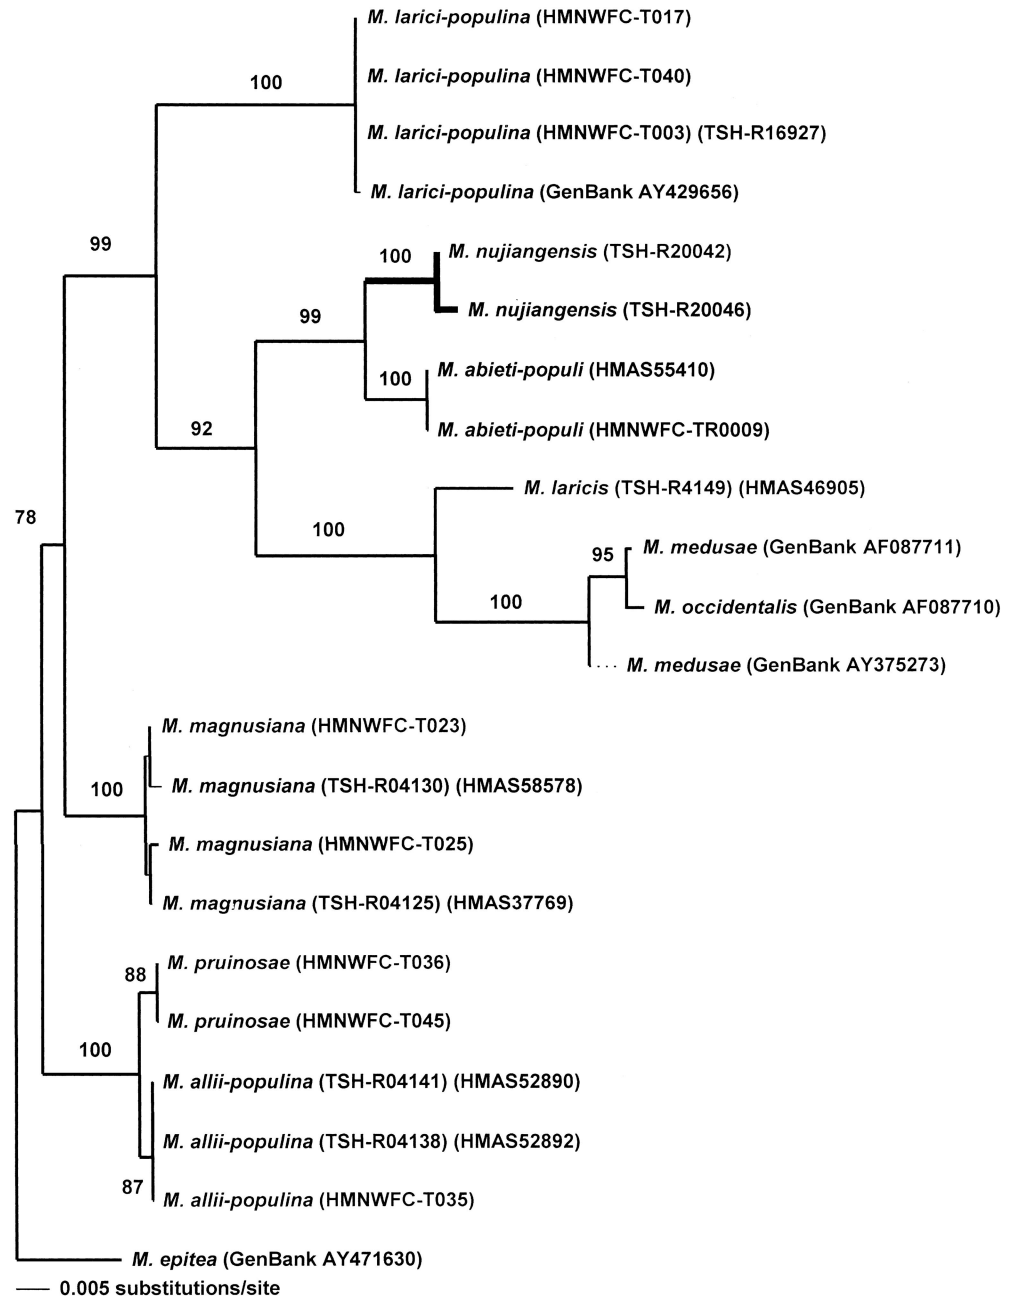 M. larici-populina (HMNWFC-T017)
M. larici-populina (HMNWFC-T040)
100
M. larici-populina (HMNWFC-T003) (TSH-R16927)
M. larici-populina (GenBank AY429656)
99
M. nujiangensis (TSH-R20042)
100
M. nujiangensis (TSH-R20046)
99
M. abieti-populi (HMAS55410)
100
M. abieti-populi (HMNWFC-TR0009)
92
M. laricis (TSH-R4149) (HMAS46905)
78
100
M. medusae (GenBank AF087711)
95
100
M. occidentalis (GenBank AF087710)
M. medusae (GenBank AY375273)
M. magnusiana (HMNWFC-T023)
100
M. magnusiana (TSH-R04130) (HMAS58578)
M. magnusiana (HMNWFC-T025)
M. magnusiana (TSH-R04125) (HMAS37769)
M. pruinosae (HMNWFC-T036)
88
M. pruinosae (HMNWFC-T045)
100
M. allii-populina (TSH-R04141) (HMAS52890)
M. allii-populina (TSH-R04138) (HMAS52892)
87
M. allii-populina (HMNWFC-T035)
M. epitea (GenBank AY471630)
0.005 substitutions/site